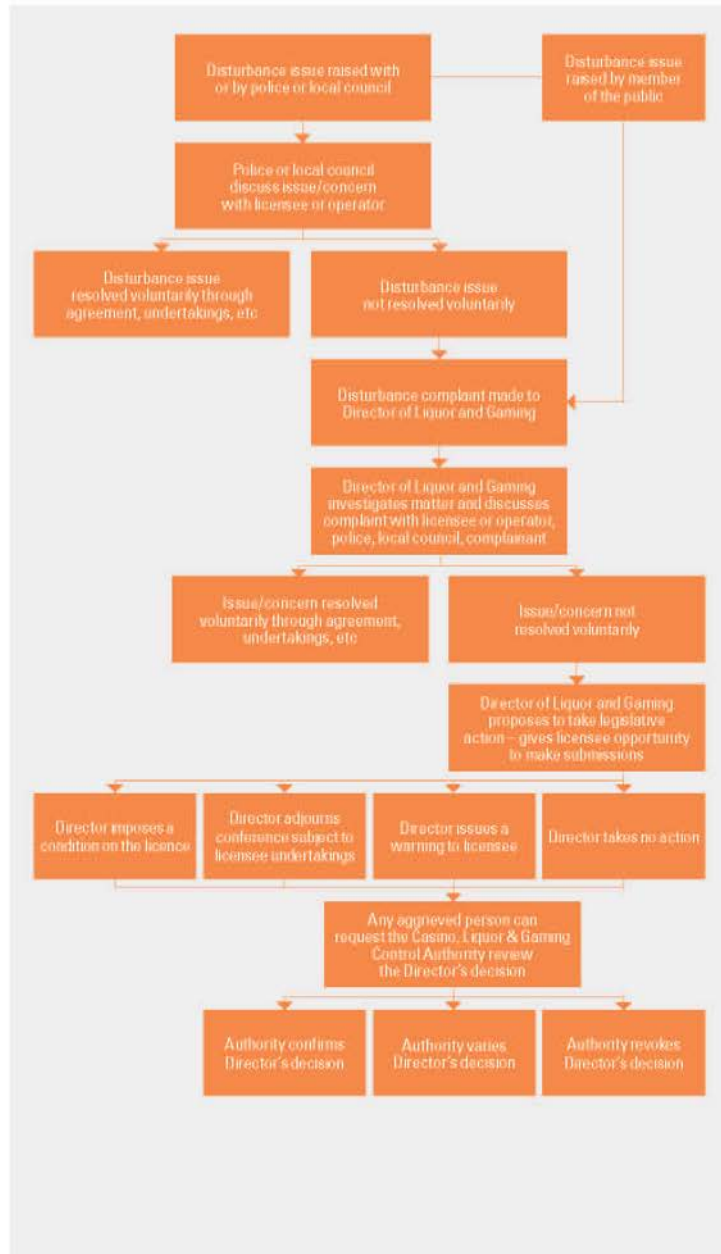 Disturbance issue raised with
or by police or local council
Disturbance issue
raised by member
of the public
Police or local council
discuss issue/concern
with licensee or operator
Disturbance issue
resolved voluntarily through
agreement, undertakings, etc
Disturbance issue
not resolved voluntarily
Disturbance complaint made to
Director of Liquor and Gaming
Director of Liquor and Gaming
investigates matter and discusses
complaint with licensee or operator,
police, local council, complainant
Issue/concern resolved
voluntarily through agreement,
undertakings, etc
Issue/concern not
resolved voluntarily
Director of Liquor and Gaming
proposes to take legislative
action – gives licensee opportunity
to make submissions
Director imposes a
condition on the licence
Director adjourns
conference subject to
licensee undertakings
Director issues a
warning to licensee
Director takes no action
Any aggrieved person can
request the Casino, Liquor & Gaming
Control Authority review
the Director's decision
Authority confirms
Director's decision
Authority varies
Director's decision
Authority revokes
Director's decision